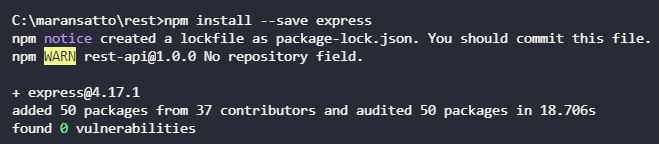 C:\maransatto\rest>npm install --save express
npm notice created a lockfile as package-lock.json. You should commit this file.
npm WARN rest-api@1.0.0 No repository field.
+ express@4.17.1
added 50 packages from 37 contributors and audited 50 packages in 18.706s
found 0 vulnerabilities